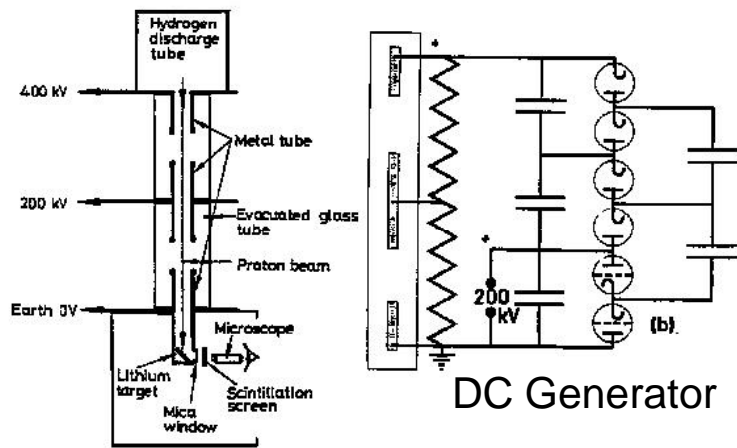 Hydrogen
discharge
tube
400 kV
Metal tube
200 kV
Evacuated glass
tube
Proton beam
Earth 0V
Microscope
Lithium
target
Mica
window
Scintillation
screen
+
+
200
kV
(b)
DC Generator